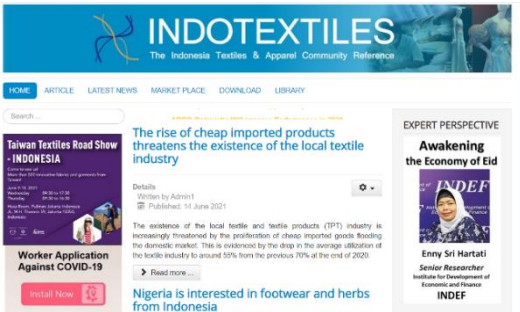 INDOTEXTILES
The Indonesia Textiles & Apparel Community Reference
HOME ARTICLE LATEST NEWS MARKET PLACE DOWNLOAD LIBRARY
Search ...
Taiwan Textiles Road Show
- INDONESIA
Worker Application
Against COVID-19
Install Now
The rise of cheap imported products
threatens the existence of the local textile
industry
Details
Written by Admin1
Published: 14 June 2021
The existence of the local textile and textile products (TPT) industry is
increasingly threatened by the proliferation of cheap imported goods flooding
the domestic market. This is evidenced by the drop in the average utilization of
the textile industry to around 55% from the previous 70% at the end of 2020.
Read more ...
Nigeria is interested in footwear and herbs
from Indonesia
EXPERT PERSPECTIVE
Awakening
the Economy of Eid
INDEF
Enny Sri Hartati
Senior Researcher
Institute for Development of
Economic and Finance
INDEF